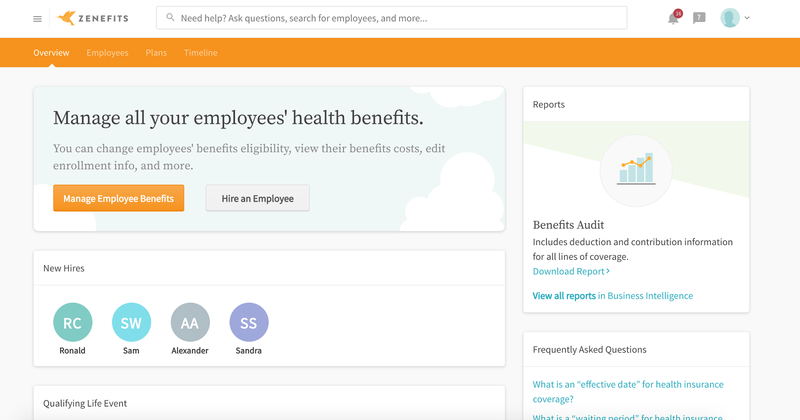 ZENEFITS
Need help? Ask questions, search for employees, and more...
16
?
Overview Employees Plans Timeline
Manage all your employees' health benefits.
You can change employees' benefits eligibility, view their benefits costs, edit
enrollment info, and more.
Manage Employee Benefits
Hire an Employee
New Hires
RC SW AA SS
Ronald Sam Alexander Sandra
Qualifying Life Event
Reports
Benefits Audit
Includes deduction and contribution information
for all lines of coverage.
Download Report >
View all reports in Business Intelligence
Frequently Asked Questions
What is an “effective date” for health insurance
coverage?
What is a “waiting period” for health insurance